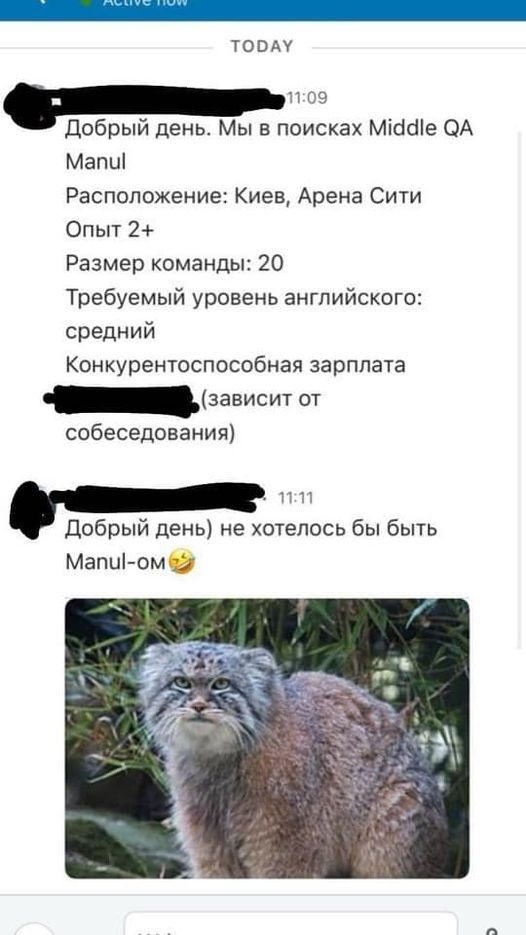 Active now
TODAY
11:09
Добрый день. Мы в поисках Middle QA
Manul
Расположение: Киев, Арена Сити
Опыт 2+
Размер команды: 20
Требуемый уровень английского:
средний
Конкурентоспособная зарплата
(зависит от
собеседования)
11:11
Добрый день) не хотелось бы быть
Manul-ом🤣